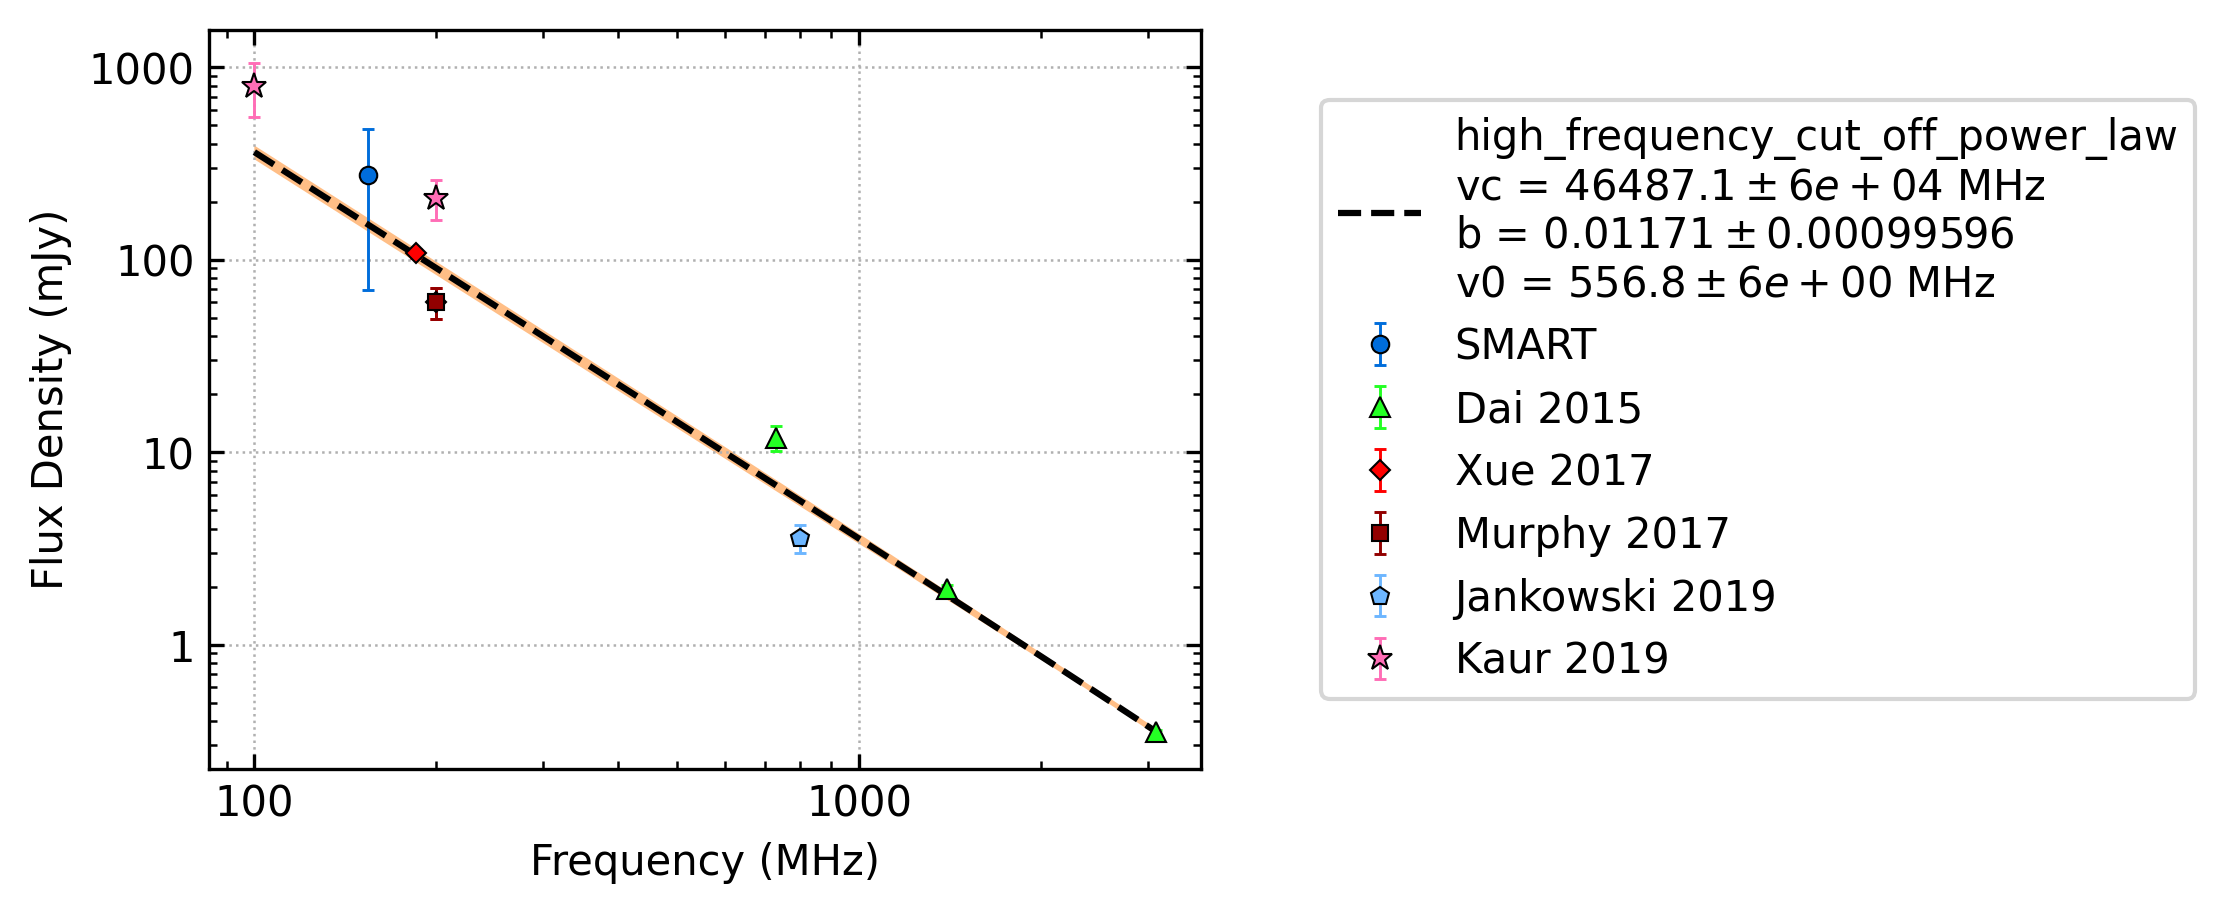 1000
100
10
1
Flux Density (mJy)
100
1000
Frequency (MHz)
high_frequency_cut_off_power_law
vc = 46487.1 ± 6e + 04 MHz
b = 0.01171 ± 0.00099596
v0 = 556.8 ± 6e + 00 MHz
SMART
Dai 2015
Xue 2017
Murphy 2017
Jankowski 2019
Kaur 2019